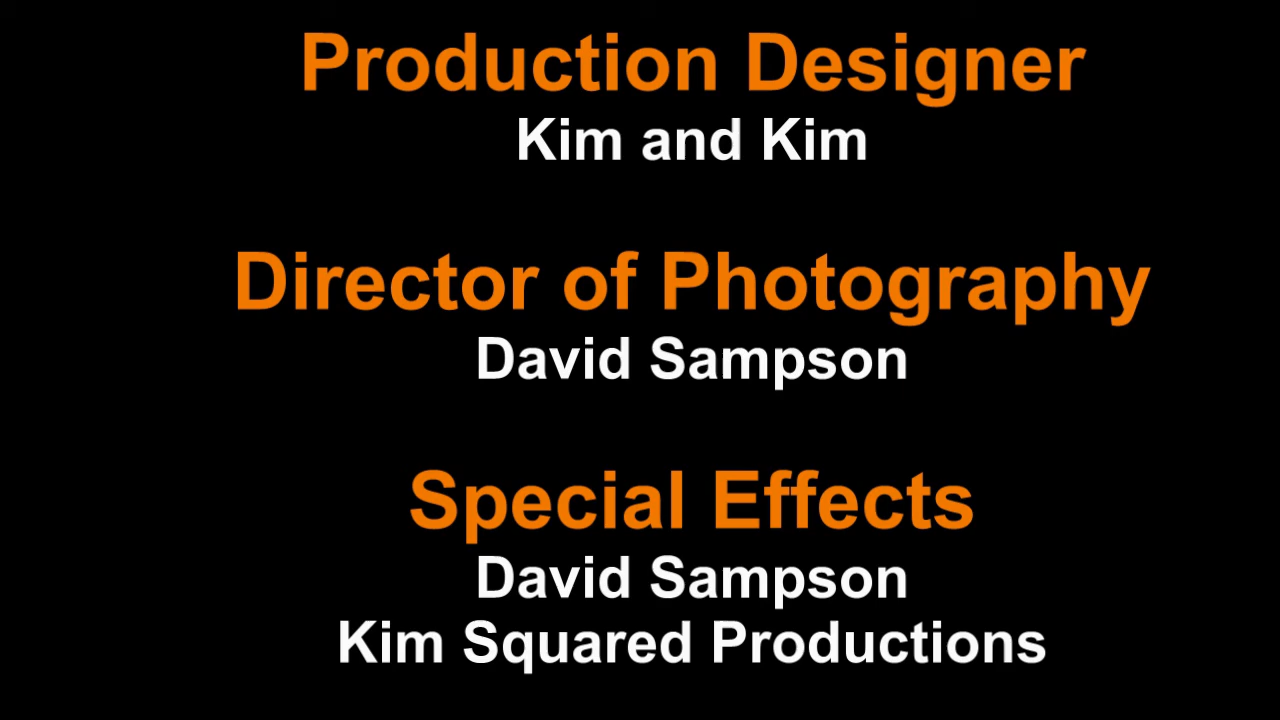 Production Designer
Kim and Kim
Director of Photography
David Sampson
Special Effects
David Sampson
Kim Squared Productions